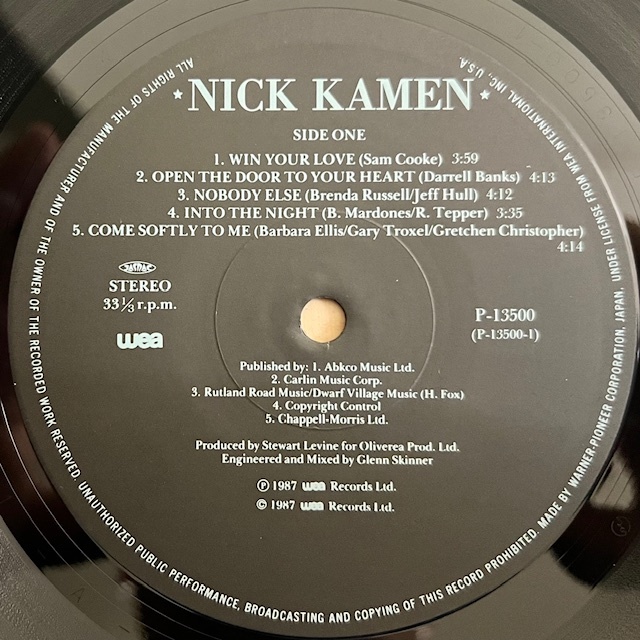 ★NICK KAMEN★
SIDE ONE
1. WIN YOUR LOVE (Sam Cooke) 3:59
2. OPEN THE DOOR TO YOUR HEART (Darrell Banks) 4:13
3. NOBODY ELSE (Brenda Russell/Jeff Hull) 4:12
4. INTO THE NIGHT (B. Mardones/R. Tepper) 3:35
5. COME SOFTLY TO ME (Barbara Ellis/Gary Troxel/Gretchen Christopher)
4:14
STEREO
33 1/3 r.p.m.
wea
P-13500
(P-13500-1)
Published by: 1. Abkco Music Ltd.
2. Carlin Music Corp.
3. Rutland Road Music/Dwarf Village Music (H. Fox)
4. Copyright Control
5. Chappell-Morris Ltd.
Produced by Stewart Levine for Oliverea Prod. Ltd.
Engineered and Mixed by Glenn Skinner
℗ 1987 wea Records Ltd.
© 1987 wea Records Ltd.
ALL RIGHTS OF THE MANUFACTURER AND OF THE OWNER OF THE RECORDED WORK RESERVED. UNAUTHORIZED PUBLIC PERFORMANCE, BROADCASTING AND COPYING OF THIS RECORD PROHIBITED. MADE BY WARNER-PIONEER CORPORATION, JAPAN, UNDER LICENSE FROM WEA INTERNATIONAL INC., U.S.A.